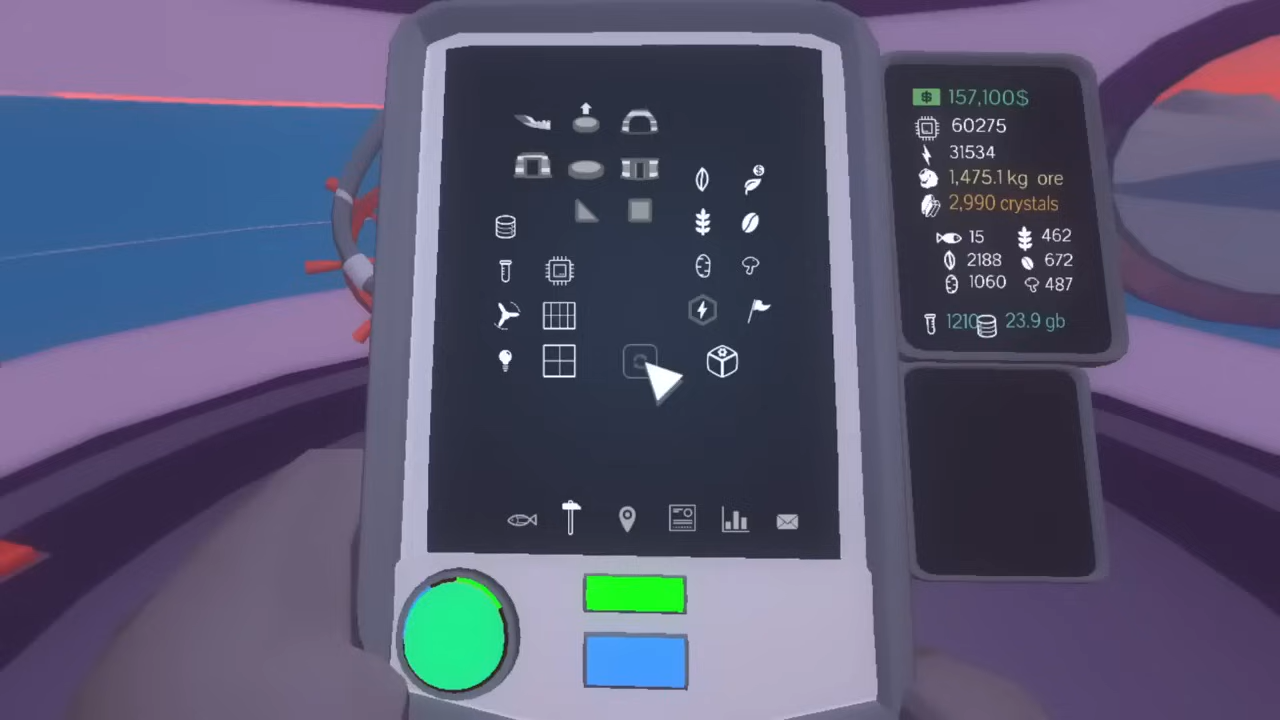 157,100$
60275
31534
1,475.1 kg ore
2,990 crystals
15 462
2188 672
1060 487
1210 23.9 gb